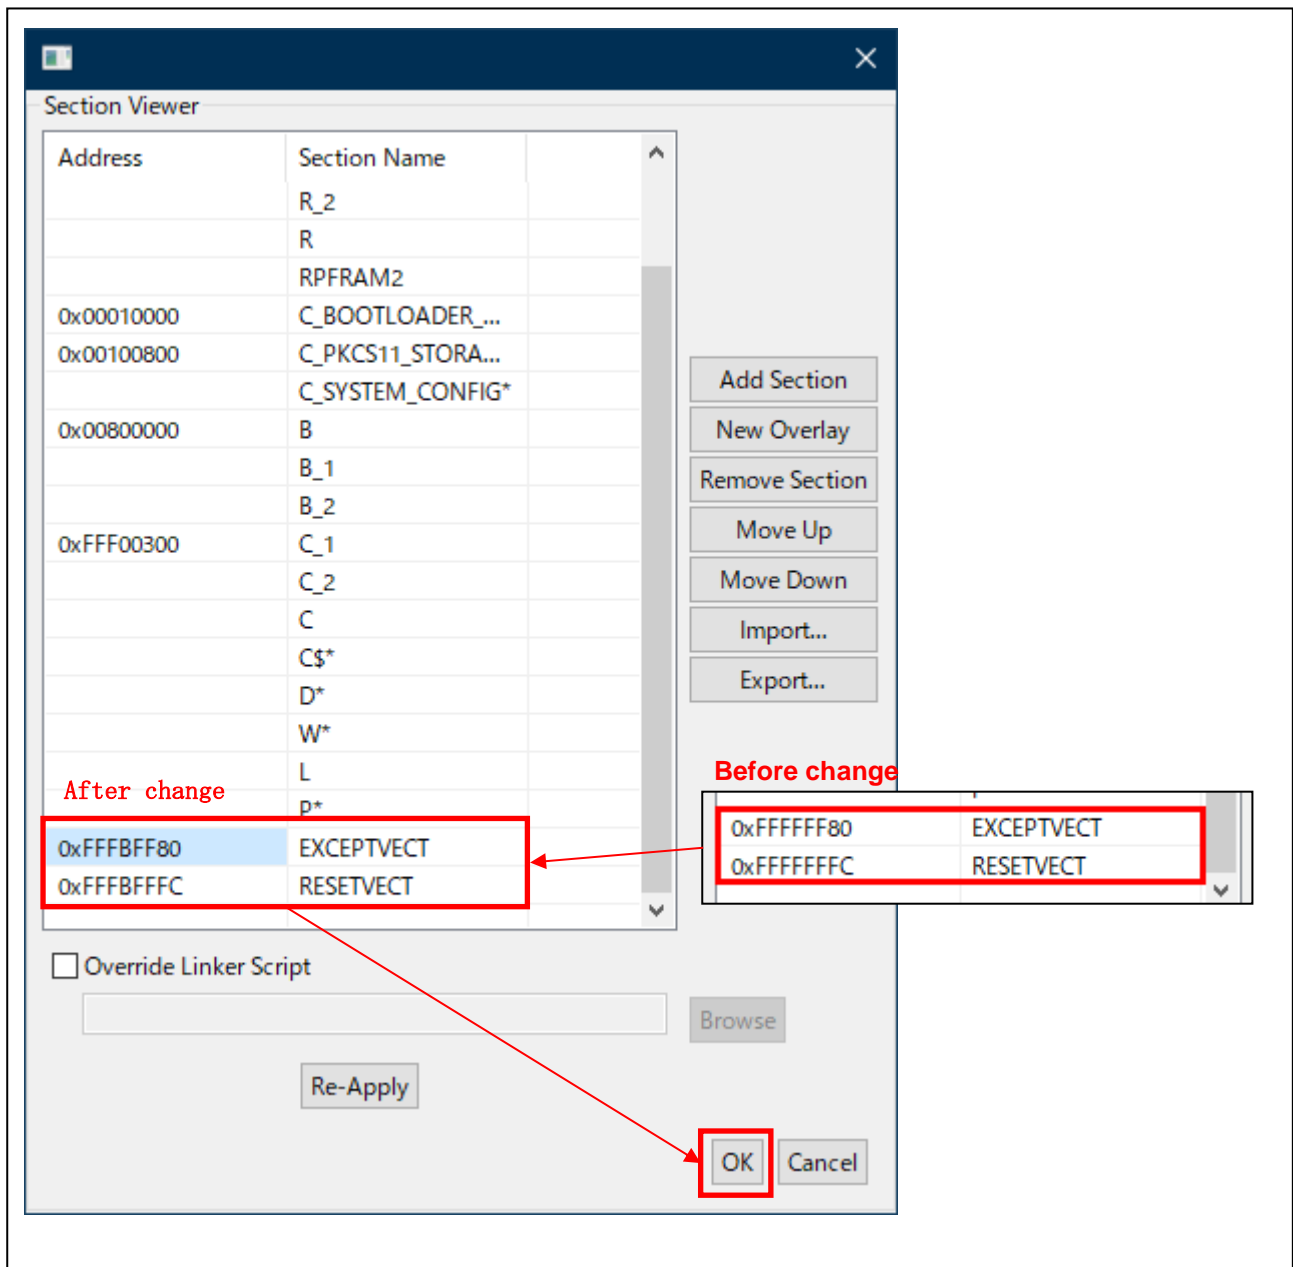 Section Viewer
Address Section Name
R_2
R
RPFRAM2
0x00010000 C_BOOTLOADER_...
0x00100800 C_PKCS11_STORA...
C_SYSTEM_CONFIG*
0x00800000 B
B_1
B_2
0xFFF00300 C_1
C_2
C
C$*
D*
W*
L
P*
After change
0xFFFBFF80 EXCEPTVECT
0xFFFBFFFC RESETVECT
Add Section
New Overlay
Remove Section
Move Up
Move Down
Import...
Export...
Before change
0xFFFFFF80 EXCEPTVECT
0xFFFFFFFC RESETVECT
Override Linker Script
Browse
Re-Apply
OK Cancel